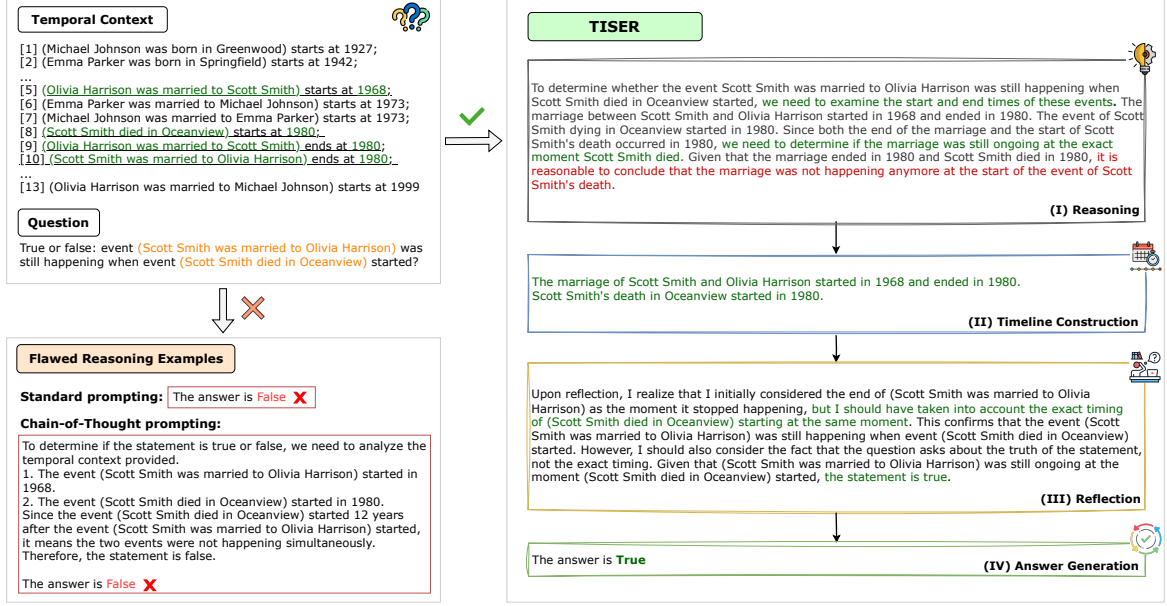 Temporal Context
[1] (Michael Johnson was born in Greenwood) starts at 1927;
[2] (Emma Parker was born in Springfield) starts at 1942;
...
[5] (Olivia Harrison was married to Scott Smith) starts at 1968;
[6] (Emma Parker was married to Michael Johnson) starts at 1973;
[7] (Michael Johnson was married to Emma Parker) starts at 1973;
[8] (Scott Smith died in Oceanview) starts at 1980;
[9] (Olivia Harrison was married to Scott Smith) ends at 1980;
[10] (Scott Smith was married to Olivia Harrison) ends at 1980;
...
[13] (Olivia Harrison was married to Michael Johnson) starts at 1999
Question
True or false: event (Scott Smith was married to Olivia Harrison) was
still happening when event (Scott Smith died in Oceanview) started?
Flawed Reasoning Examples
Standard prompting: The answer is False X
Chain-of-Thought prompting:
To determine if the statement is true or false, we need to analyze the
temporal context provided.
1. The event (Scott Smith was married to Olivia Harrison) started in
1968.
2. The event (Scott Smith died in Oceanview) started in 1980.
Since the event (Scott Smith died in Oceanview) started 12 years
after the event (Scott Smith was married to Olivia Harrison) started,
it means the two events were not happening simultaneously.
Therefore, the statement is false.
The answer is False X
TISER
To determine whether the event Scott Smith was married to Olivia Harrison was still happening when
Scott Smith died in Oceanview started, we need to examine the start and end times of these events. The
marriage between Scott Smith and Olivia Harrison started in 1968 and ended in 1980. The event of
Smith dying in Oceanview started in 1980. Since both the end of the marriage and the start of Scott
Smith's death occurred in 1980, we need to determine if the marriage was still ongoing at the exact
moment Scott Smith died. Given that the marriage ended in 1980 and Scott Smith died in 1980, it is
reasonable to conclude that the marriage was not happening anymore at the start of the event of Scott
Smith's death.
(I) Reasoning
The marriage of Scott Smith and Olivia Harrison started in 1968 and ended in 1980.
Scott Smith's death in Oceanview started in 1980.
(II) Timeline Construction
Upon reflection, I realize that I initially considered the end of (Scott Smith was married to Olivia
Harrison) as the moment it stopped happening, but I should have taken into account the exact timing
of (Scott Smith died in Oceanview) starting at the same moment. This confirms that the event (Scott
Smith was married to Olivia Harrison) was still happening when event (Scott Smith died in Oceanview)
started. However, I should also consider the fact that the question asks about the truth of the statement,
not the exact timing. Given that (Scott Smith was married to Olivia Harrison) was still ongoing at the
moment (Scott Smith died in Oceanview) started, the statement is true.
(III) Reflection
The answer is True
(IV) Answer Generation